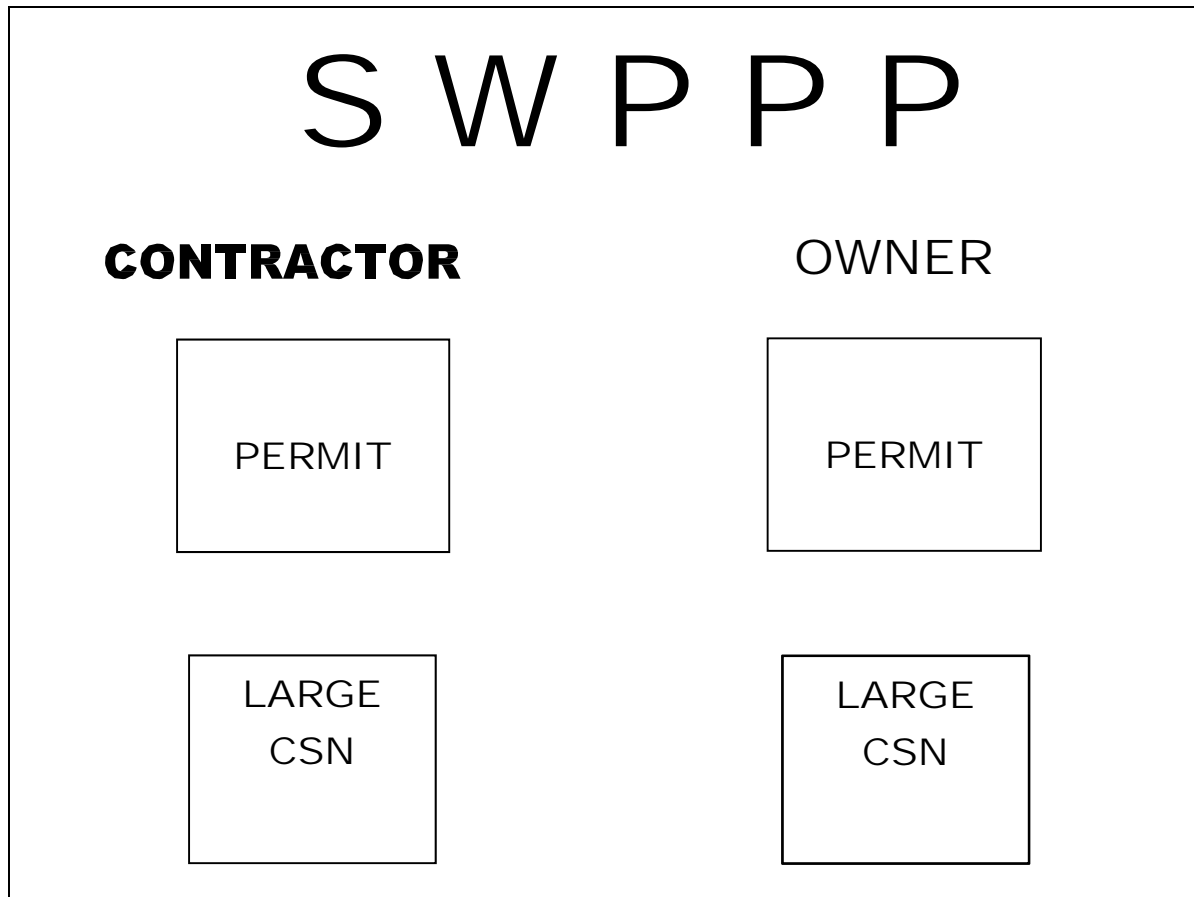 S W P P P
CONTRACTOR
OWNER
PERMIT
PERMIT
LARGE
CSN
LARGE
CSN